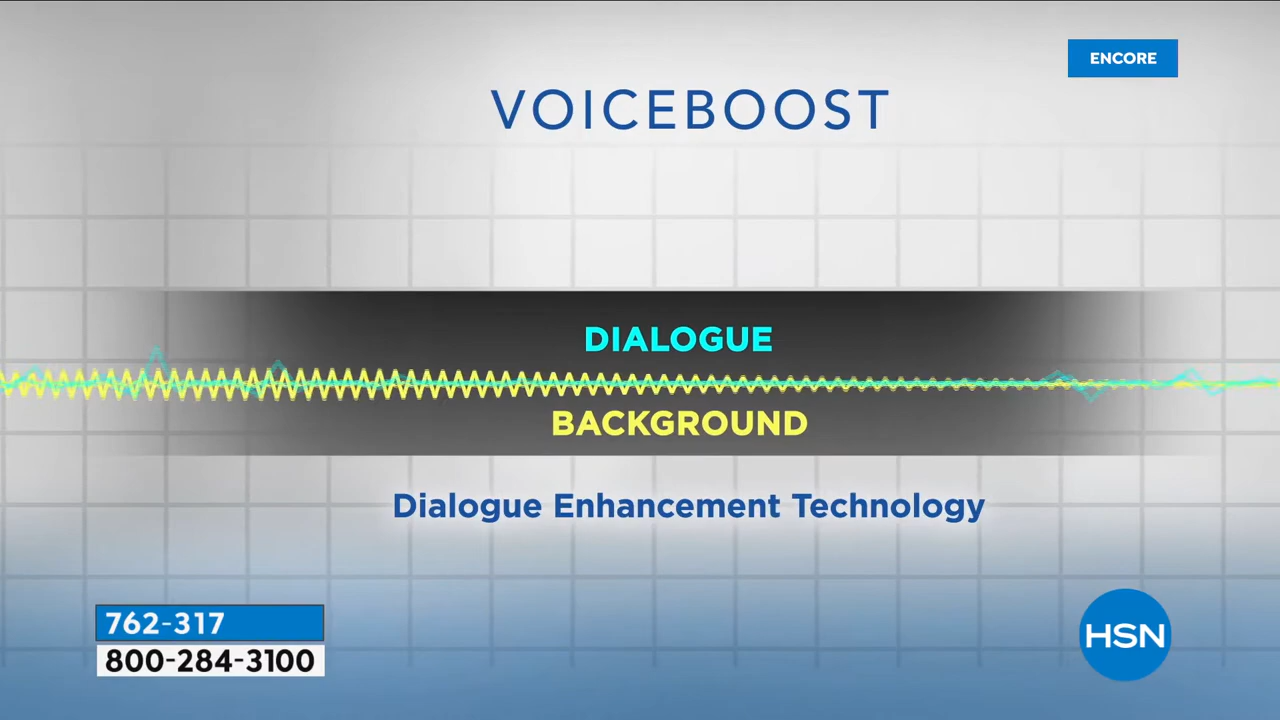 ENCORE
VOICEBOOST
DIALOGUE
BACKGROUND
Dialogue Enhancement Technology
762-317
800-284-3100
HSN